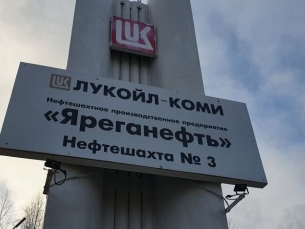 LUK
LUK ЛУКОЙЛ-КОМИ
Нефтешахтное производственное предприятие
«Яреганефть»
Нефтешахта № 3